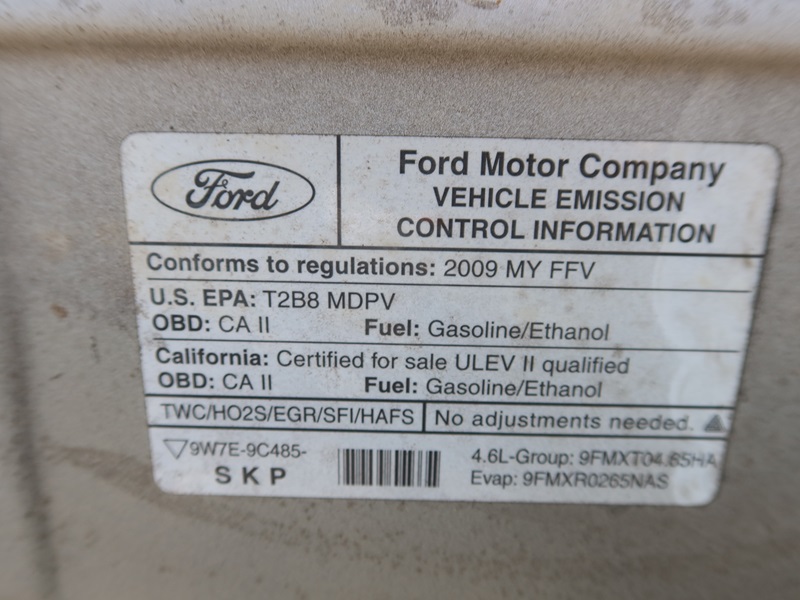 Ford
Ford Motor Company
VEHICLE EMISSION
CONTROL INFORMATION
Conforms to regulations: 2009 MY FFV
U.S. EPA: T2B8 MDPV
OBD: CA II Fuel: Gasoline/Ethanol
California: Certified for sale ULEV II qualified
OBD: CA II Fuel: Gasoline/Ethanol
TWC/HO2S/EGR/SFI/HAFS No adjustments needed.
9W7E-9C485-
SKP
4.6L-Group: 9FMXT04.65HA
Evap: 9FMXR0265NAS